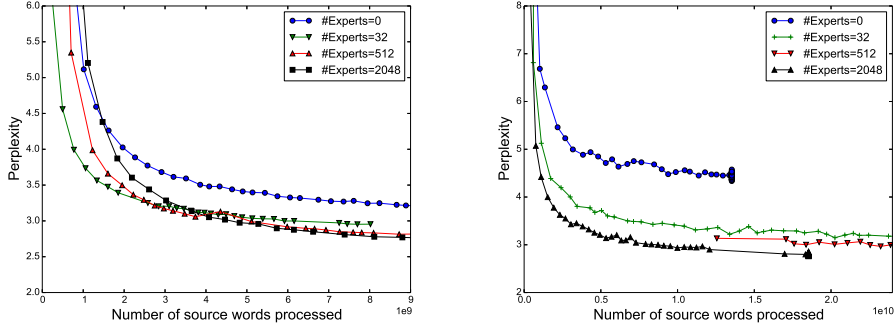 6.0
5.5
5.0
4.5
4.0
3.5
3.0
2.5
2.0
Perplexity
#Experts=0
#Experts=32
#Experts=512
#Experts=2048
0 1 2 3 4 5 6 7 8 9
1e9
Number of source words processed
8
7
6
5
4
3
2
Perplexity
#Experts=0
#Experts=32
#Experts=512
#Experts=2048
0.0 0.5 1.0 1.5 2.0
1e10
Number of source words processed